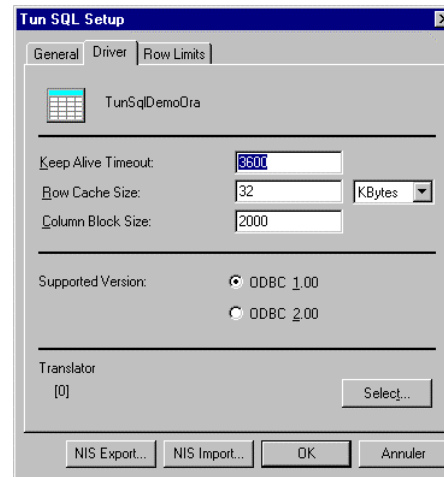 Tun SQL Setup
General Driver Row Limits
TunSqlDemoOra
Keep Alive Timeout: 3600
Row Cache Size: 32 KBytes
Column Block Size: 2000
Supported Version: ODBC 1.00
ODBC 2.00
Translator
[0] Select...
NIS Export... NIS Import... OK Annuler